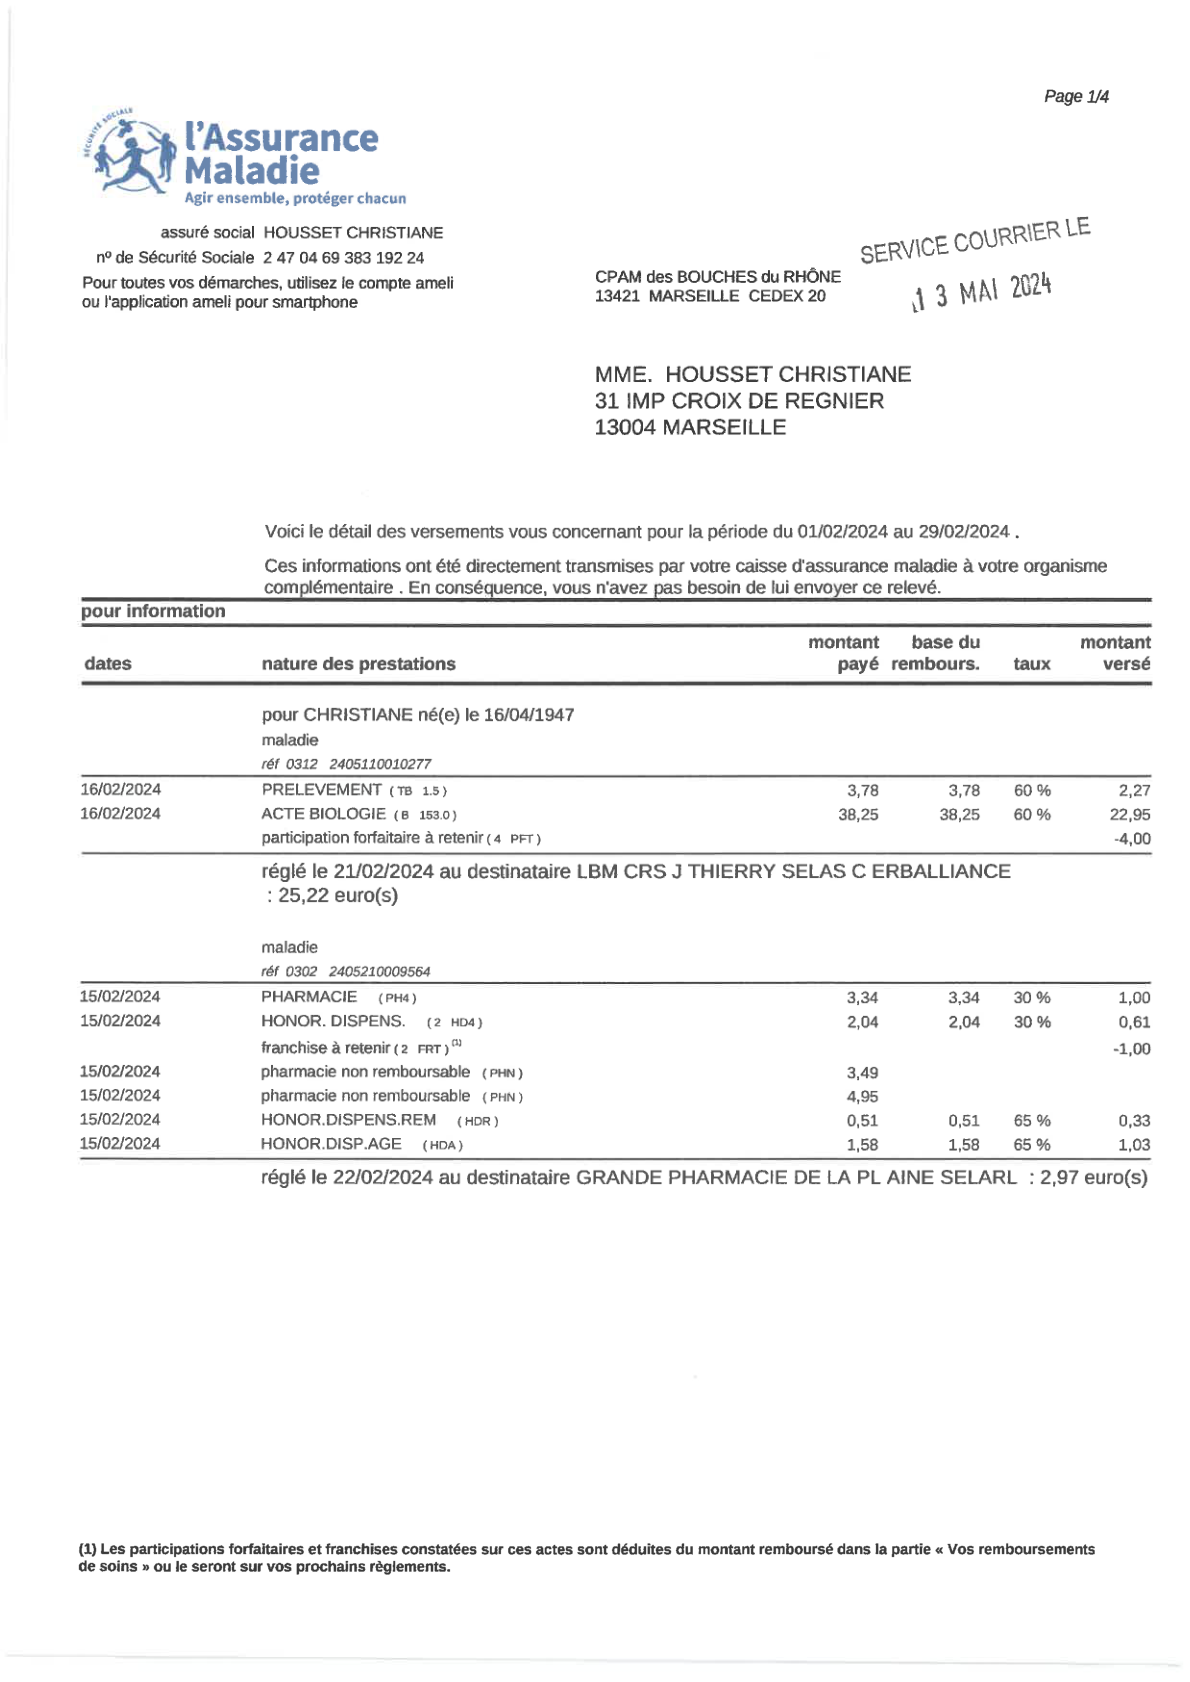 Page 1/4
SÉCURITÉ SOCIALE
l'Assurance
Maladie
Agir ensemble, protéger chacun
assuré social HOUSSET CHRISTIANE
nº de Sécurité Sociale 2 47 04 69 383 192 24
Pour toutes vos démarches, utilisez le compte ameli
ou l'application ameli pour smartphone
CPAM des BOUCHES du RHÔNE
13421 MARSEILLE CEDEX 20
SERVICE COURRIER LE
13 MAI 2024
MME. HOUSSET CHRISTIANE
31 IMP CROIX DE REGNIER
13004 MARSEILLE
Voici le détail des versements vous concernant pour la période du 01/02/2024 au 29/02/2024 .
Ces informations ont été directement transmises par votre caisse d'assurance maladie à votre organisme
complémentaire . En conséquence, vous n'avez pas besoin de lui envoyer ce relevé.
pour information
montant base du montant
dates nature des prestations payé rembours. taux versé
pour CHRISTIANE né(e) le 16/04/1947
maladie
réf 0312 2405110010277
16/02/2024 PRELEVEMENT ( TB 1.5 ) 3,78 3,78 60 % 2,27
16/02/2024 ACTE BIOLOGIE ( B 153.0 ) 38,25 38,25 60 % 22,95
participation forfaitaire à retenir ( 4 PFT ) -4,00
réglé le 21/02/2024 au destinataire LBM CRS J THIERRY SELAS C ERBALLIANCE
: 25,22 euro(s)
maladie
réf 0302 2405210009564
15/02/2024 PHARMACIE ( PH4 ) 3,34 3,34 30 % 1,00
15/02/2024 HONOR. DISPENS. ( 2 HD4 ) 2,04 2,04 30 % 0,61
franchise à retenir ( 2 FRT ) (1) -1,00
15/02/2024 pharmacie non remboursable ( PHN ) 3,49
15/02/2024 pharmacie non remboursable ( PHN ) 4,95
15/02/2024 HONOR.DISPENS.REM ( HDR ) 0,51 0,51 65 % 0,33
15/02/2024 HONOR.DISP.AGE ( HDA ) 1,58 1,58 65 % 1,03
réglé le 22/02/2024 au destinataire GRANDE PHARMACIE DE LA PL AINE SELARL : 2,97 euro(s)
(1) Les participations forfaitaires et franchises constatées sur ces actes sont déduites du montant remboursé dans la partie « Vos remboursements
de soins » ou le seront sur vos prochains règlements.